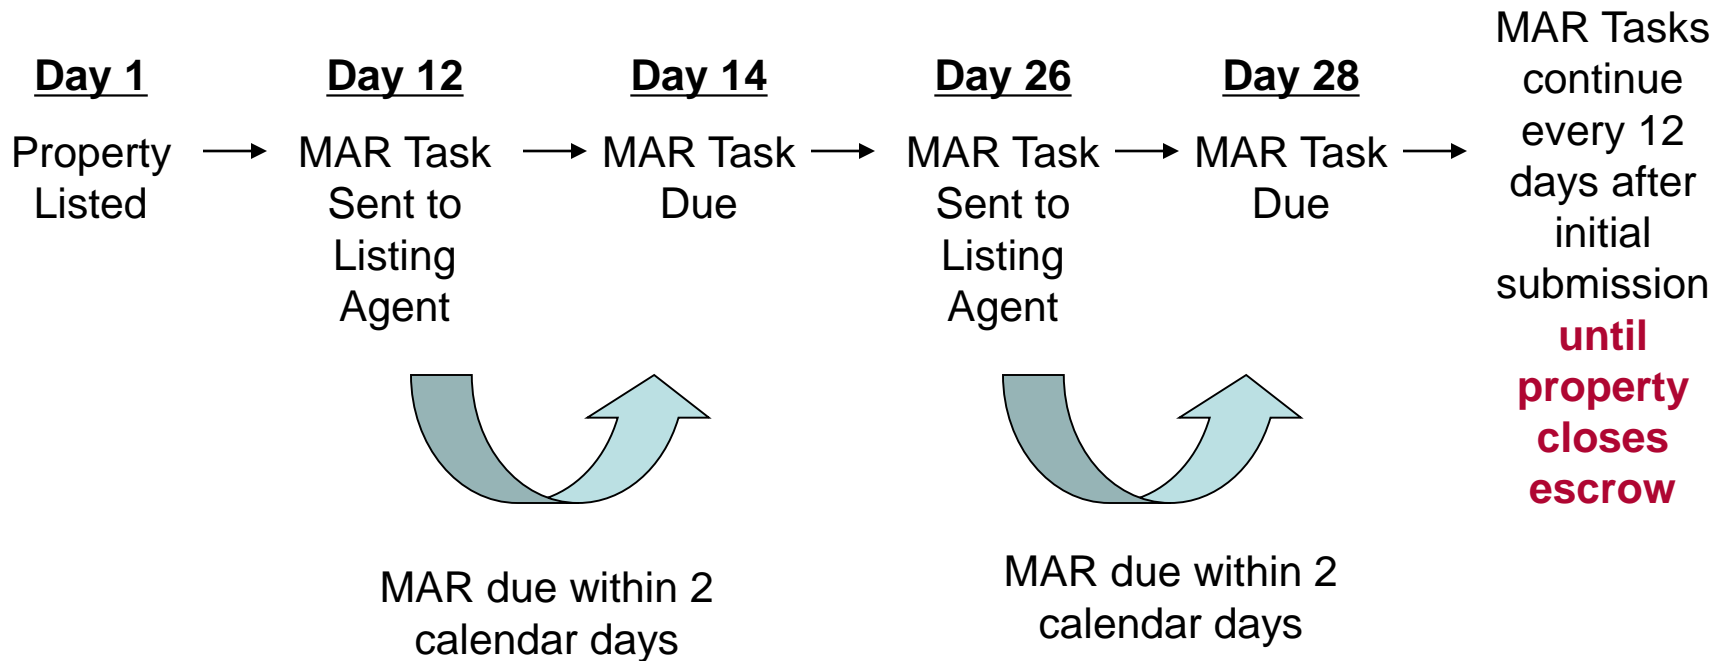 Day 1
Property
Listed
Day 12
MAR Task
Sent to
Listing
Agent
Day 14
MAR Task
Due
Day 26
MAR Task
Sent to
Listing
Agent
Day 28
MAR Task
Due
MAR Tasks
continue
every 12
days after
initial
submission
until
property
closes
escrow
MAR due within 2
calendar days
MAR due within 2
calendar days